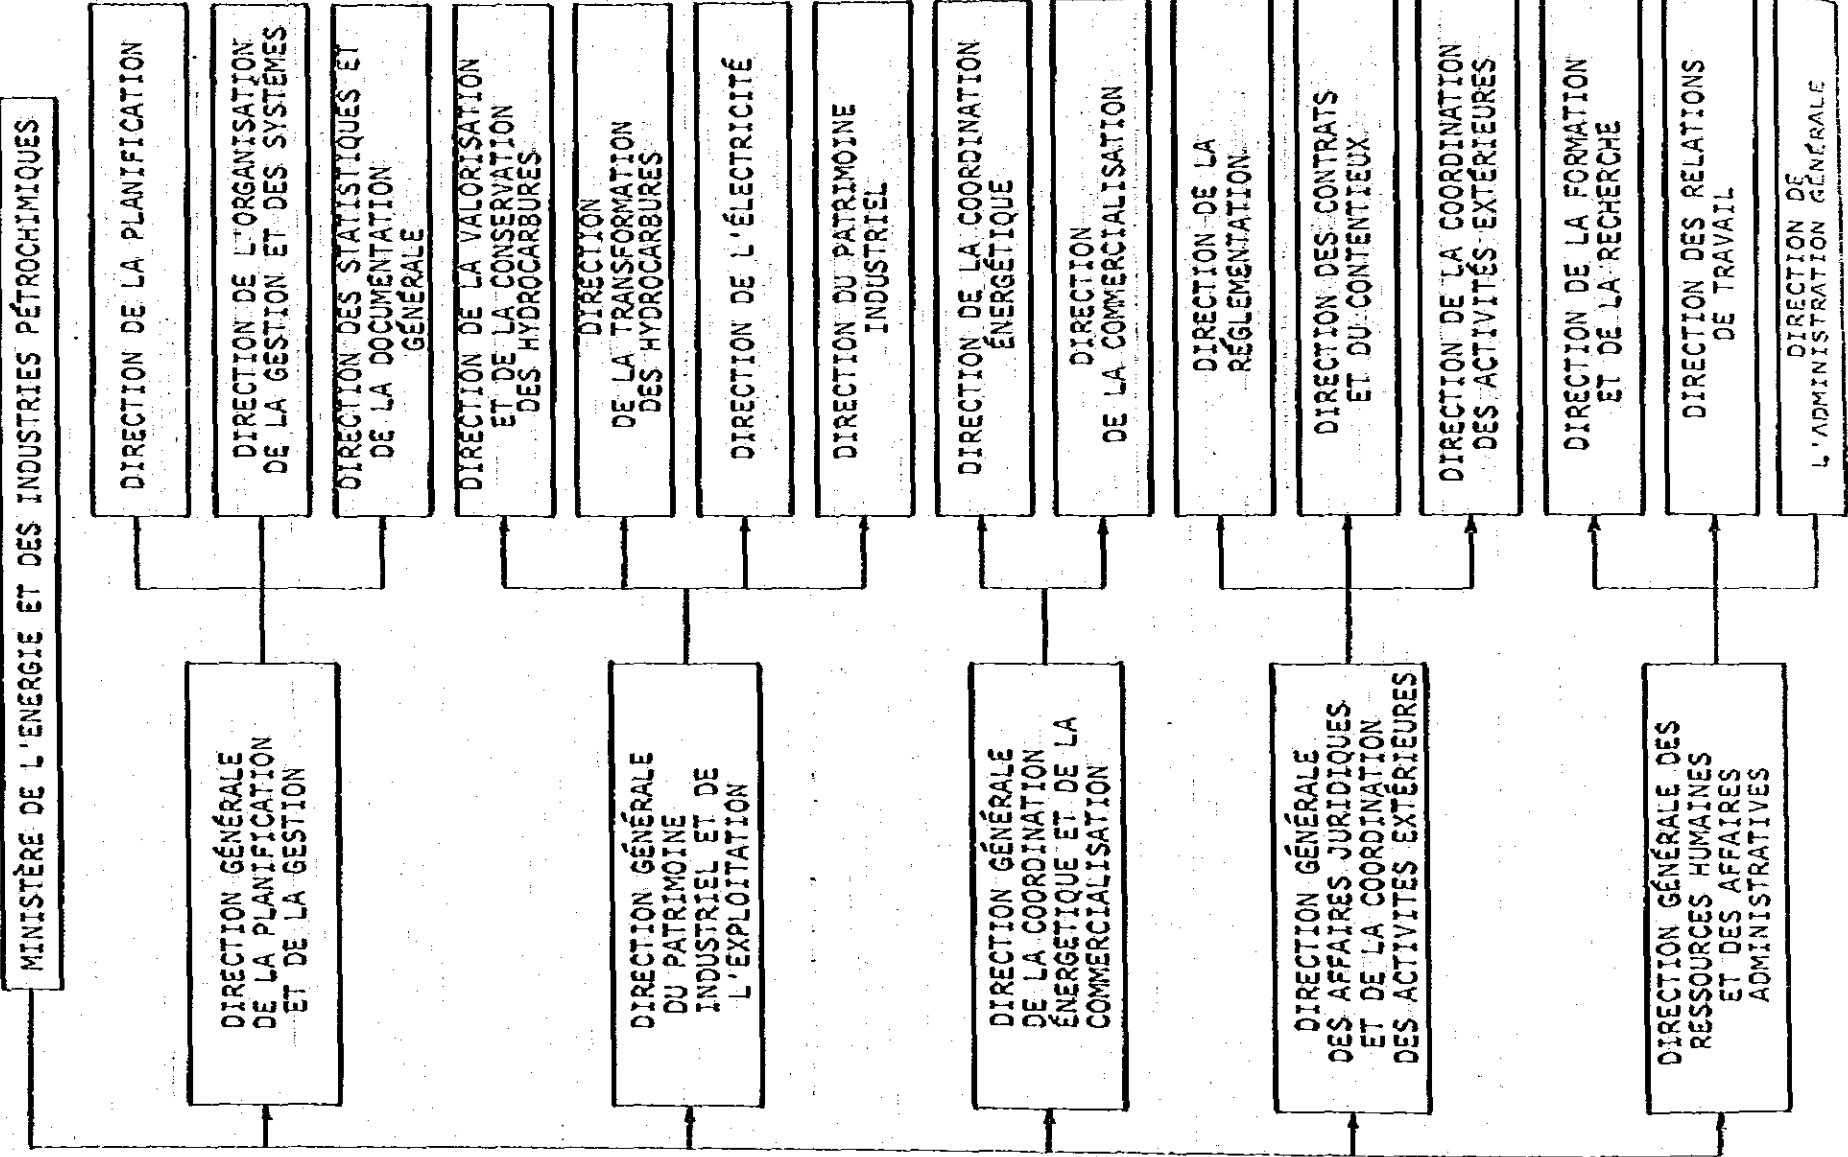 MINISTÈRE DE L'ENERGIE ET DES INDUSTRIES PÉTROCHIMIQUES
DIRECTION GÉNÉRALE
DE LA PLANIFICATION
ET DE LA GESTION
DIRECTION DE LA PLANIFICATION
DIRECTION DE L'ORGANISATION
DE LA GESTION ET DES SYSTÈMES
DIRECTION DES STATISTIQUES ET
DE LA DOCUMENTATION
GÉNÉRALE
DIRECTION GÉNÉRALE
DU PATRIMOINE
INDUSTRIEL ET DE
L'EXPLOITATION
DIRECTION DE LA VALORISATION
ET DE LA CONSERVATION
DES HYDROCARBURES
DIRECTION
DE LA TRANSFORMATION
DES HYDROCARBURES
DIRECTION DE L'ÉLECTRICITÉ
DIRECTION DU PATRIMOINE
INDUSTRIEL
DIRECTION GÉNÉRALE
DE LA COORDINATION
ÉNERGETIQUE ET DE LA
COMMERCIALISATION
DIRECTION DE LA COORDINATION
ÉNERGÉTIQUE
DIRECTION
DE LA COMMERCIALISATION
DIRECTION GÉNÉRALE
DES AFFAIRES JURIDIQUES
ET DE LA COORDINATION
DES ACTIVITES EXTÉRIEURES
DIRECTION DE LA
RÉGLEMENTATION
DIRECTION DES CONTRATS
ET DU CONTENTIEUX
DIRECTION DE LA COORDINATION
DES ACTIVITÉS EXTÉRIEURES
DIRECTION GÉNÉRALE DES
RESSOURCES HUMAINES
ET DES AFFAIRES
ADMINISTRATIVES
DIRECTION DE LA FORMATION
ET DE LA RECHERCHE
DIRECTION DES RELATIONS
DE TRAVAIL
DIRECTION DE
L'ADMINISTRATION GÉNÉRALE